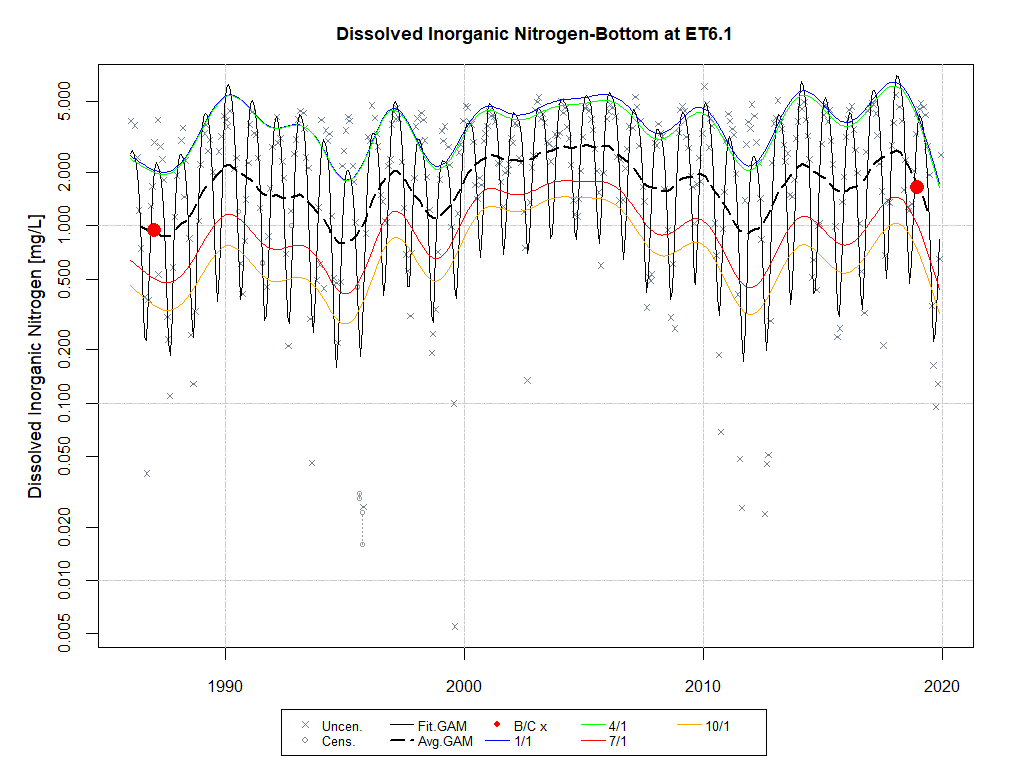 Dissolved Inorganic Nitrogen-Bottom at ET6.1
Dissolved Inorganic Nitrogen [mg/L]
5.000
2.000
1.000
0.500
0.200
0.100
0.050
0.020
0.010
0.005
1990 2000 2010 2020
Uncen. Fit.GAM B/C x 4/1 10/1
Cens. Avg.GAM 1/1 7/1